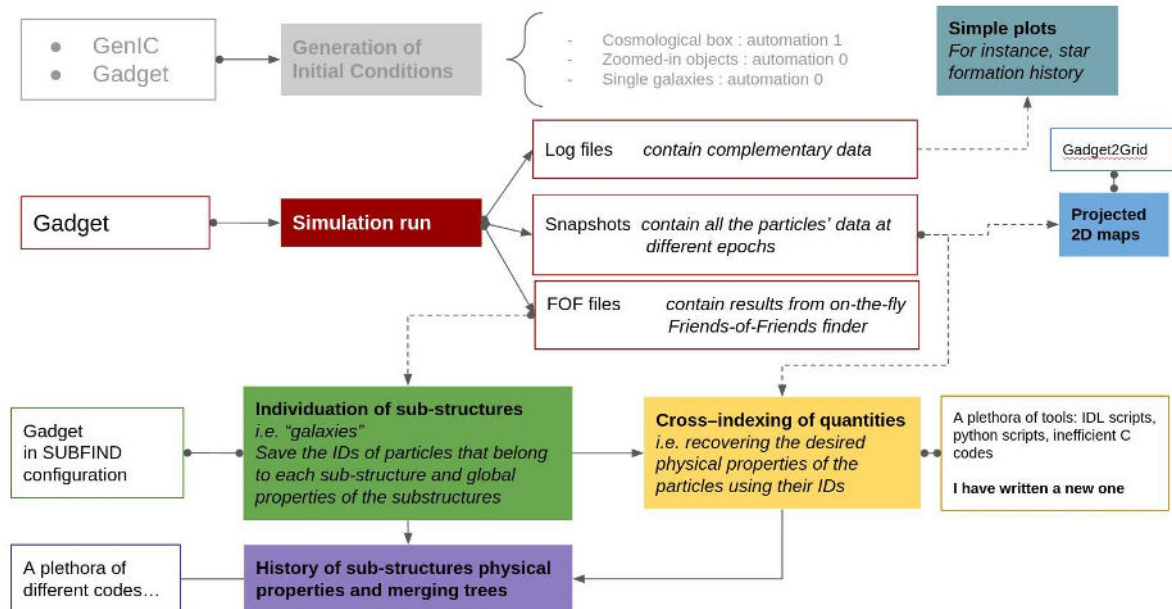 ● GenIC
● Gadget
Generation of
Initial Conditions
- Cosmological box : automation 1
- Zoomed-in objects : automation 0
- Single galaxies : automation 0
Simple plots
For instance, star
formation history
Log files contain complementary data
Gadget2Grid
Gadget
Simulation run
Snapshots contain all the particles' data at
different epochs
Projected
2D maps
FOF files contain results from on-the-fly
Friends-of-Friends finder
Gadget
in SUBFIND
configuration
Individuation of sub-structures
i.e. "galaxies"
Save the IDs of particles that belong
to each sub-structure and global
properties of the substructures
Cross–indexing of quantities
i.e. recovering the desired
physical properties of the
particles using their IDs
A plethora of tools: IDL scripts,
python scripts, inefficient C
codes
I have written a new one
A plethora of
different codes…
History of sub-structures physical
properties and merging trees